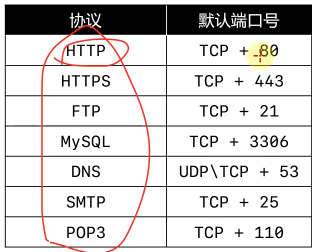 协议 默认端口号
HTTP TCP + 80
HTTPS TCP + 443
FTP TCP + 21
MySQL TCP + 3306
DNS UDP\TCP + 53
SMTP TCP + 25
POP3 TCP + 110